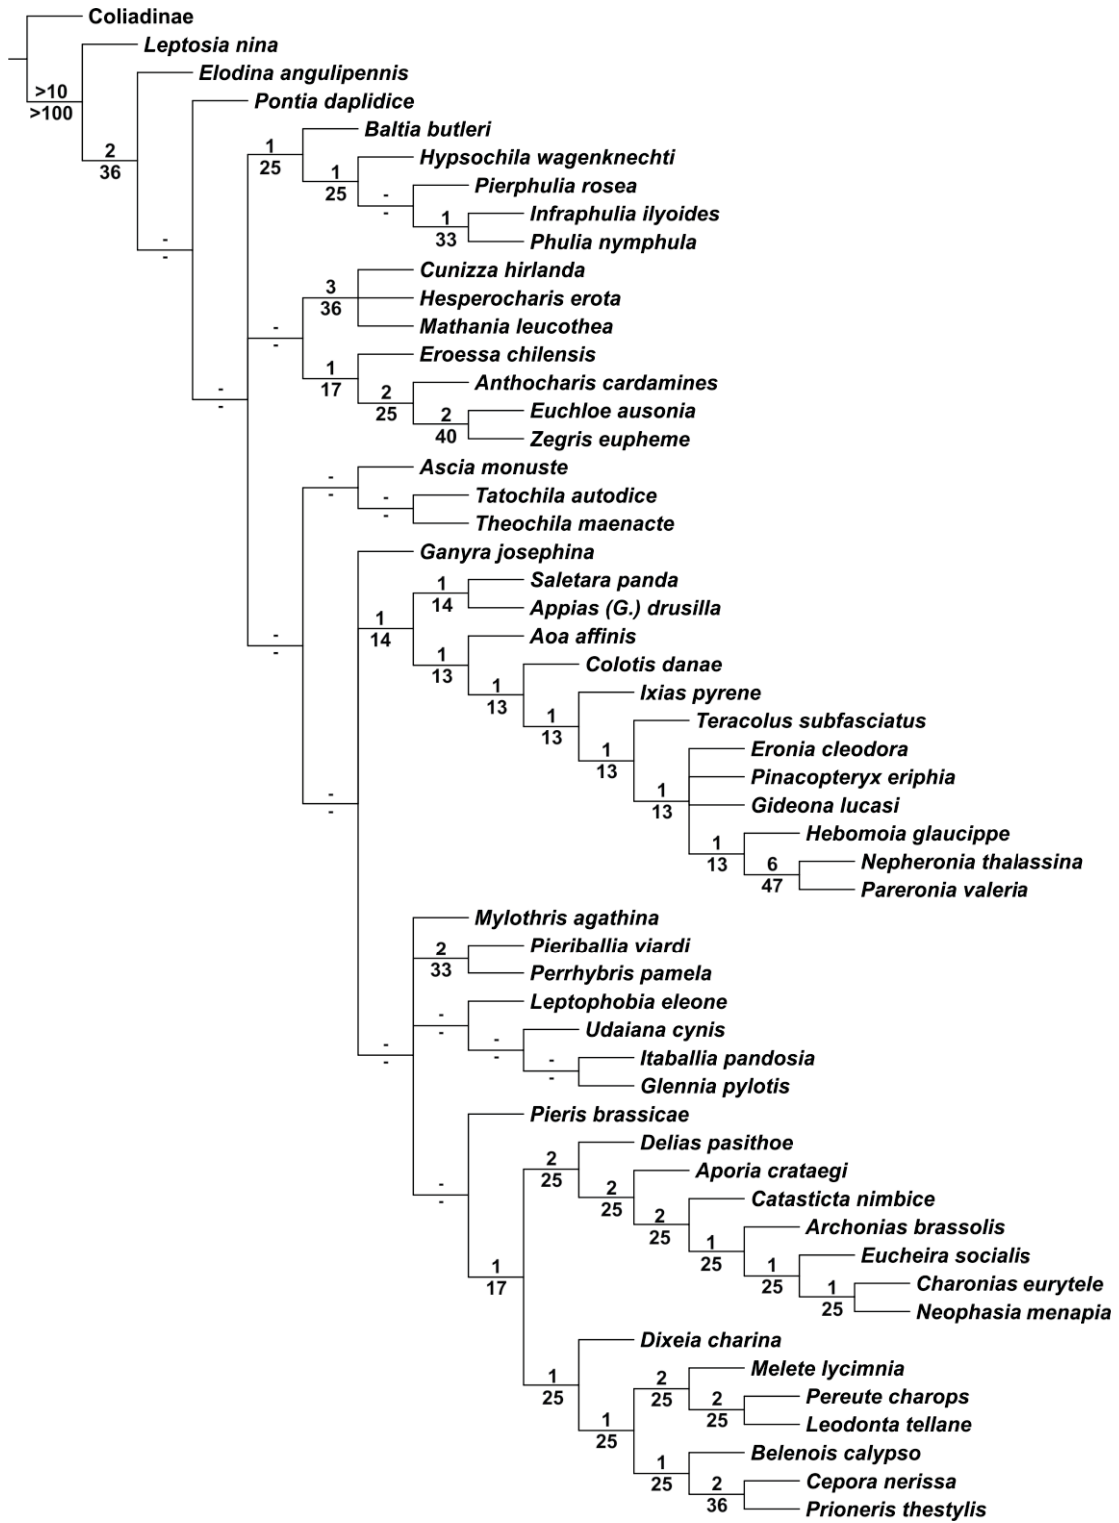 Coliadinae
Leptosia nina
Elodina angulipennis
>10
Pontia daplidice
>100
Baltia butleri
1
2
Hypsochila wagenknechti
25
36
1
Pierphulia rosea
25
-
-
Infraphulia ilyoides
1
33
Phulia nymphula
-
-
Cunizza hirlanda
3
Hesperocharis erota
36
Mathania leucothea
-
-
Eroessa chilensis
1
17
Anthocharis cardamines
2
25
-
-
Euchloe ausonia
2
40
Zegris eupheme
Ascia monuste
-
-
Tatochila autodice
-
-
Theochila maenacte
Ganyra josephina
Saletara panda
1
14
Appias (G.) drusilla
1
14
-
-
Aoa affinis
1
13
Colotis danae
1
13
Ixias pyrene
1
13
Teracolus subfasciatus
1
13
Eronia cleodora
Pinacopteryx eriphia
1
13
-
-
Gideona lucasi
Hebomoia glaucippe
1
13
Nepheronia thalassina
6
47
Pareronia valeria
Mylothris agathina
Pieriballia viardi
2
33
Perrhybris pamela
Leptophobia eleone
-
-
Udaiana cynis
-
-
Itaballia pandosia
-
-
Glennia pylotis
-
-
Pieris brassicae
Delias pasithoe
2
25
Aporia crataegi
-
-
2
25
Catasticta nimbice
2
25
Archonias brassolis
1
25
Eucheira socialis
1
17
1
25
Charonias eurytele
1
25
Neophasia menapia
Dixeia charina
Melete lycimnia
1
25
2
25
Pereute charops
2
25
Leodonta tellane
1
25
Belenois calypso
1
25
Cepora nerissa
2
36
Prioneris thestylis